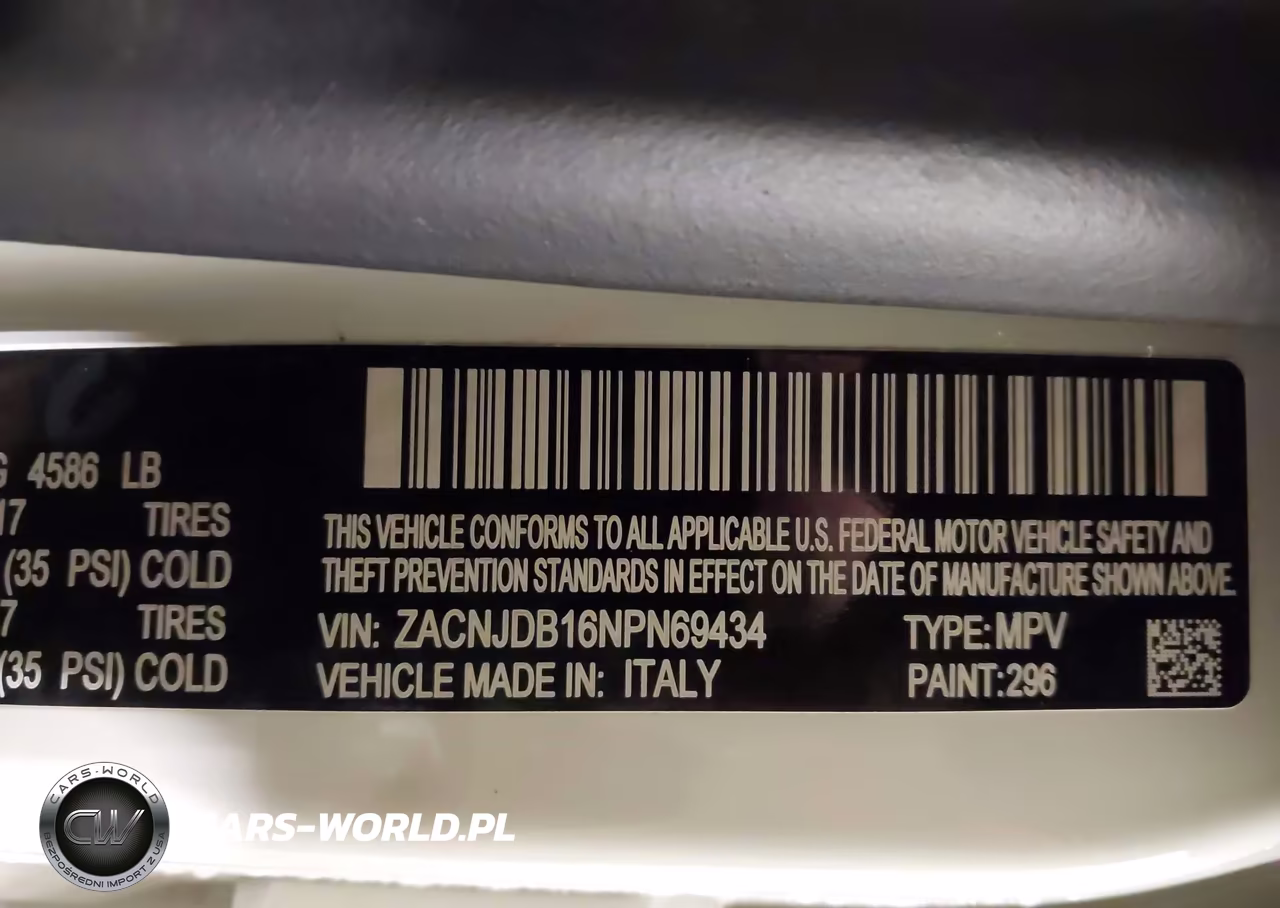 G 4586 LB
17 TIRES
(35 PSI) COLD
7 TIRES
(35 PSI) COLD
THIS VEHICLE CONFORMS TO ALL APPLICABLE U.S. FEDERAL MOTOR VEHICLE SAFETY AND
THEFT PREVENTION STANDARDS IN EFFECT ON THE DATE OF MANUFACTURE SHOWN ABOVE.
VIN: ZACNJDB16NPN69434 TYPE: MPV
VEHICLE MADE IN: ITALY PAINT: 296
CARS-WORLD
CW
BEZPOŚREDNI IMPORT Z USA
CARS-WORLD.PL